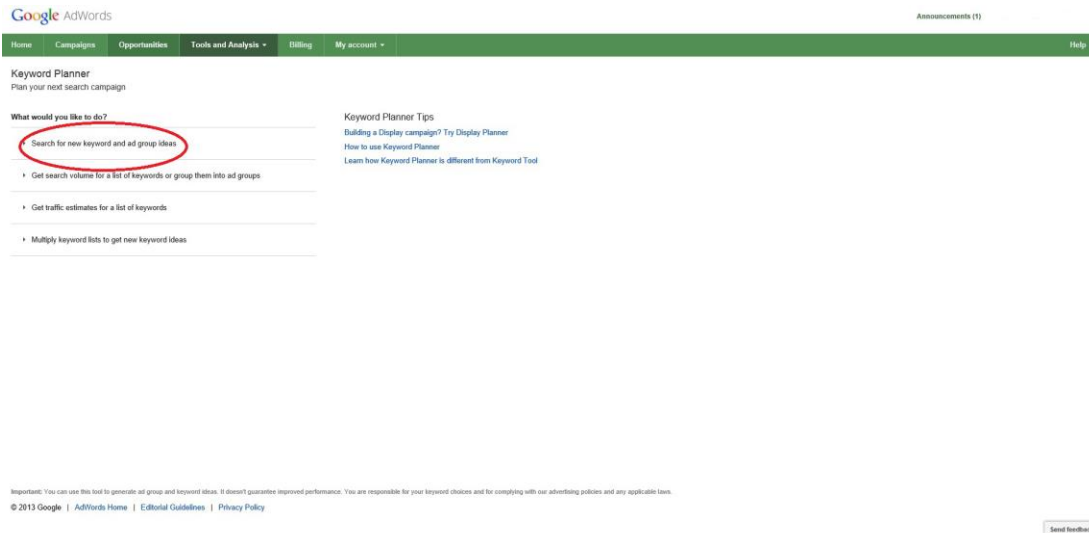 Google AdWords
Announcements (1)
Home Campaigns Opportunities Tools and Analysis Billing My account Help
Keyword Planner
Plan your next search campaign
What would you like to do?
Search for new keyword and ad group ideas
Get search volume for a list of keywords or group them into ad groups
Get traffic estimates for a list of keywords
Multiply keyword lists to get new keyword ideas
Keyword Planner Tips
Building a Display campaign? Try Display Planner
How to use Keyword Planner
Learn how Keyword Planner is different from Keyword Tool
Important: You can use this tool to generate ad group and keyword ideas. It doesn't guarantee improved performance. You are responsible for your keyword choices and for complying with our advertising policies and any applicable laws.
© 2013 Google | AdWords Home | Editorial Guidelines | Privacy Policy
Send feedbac